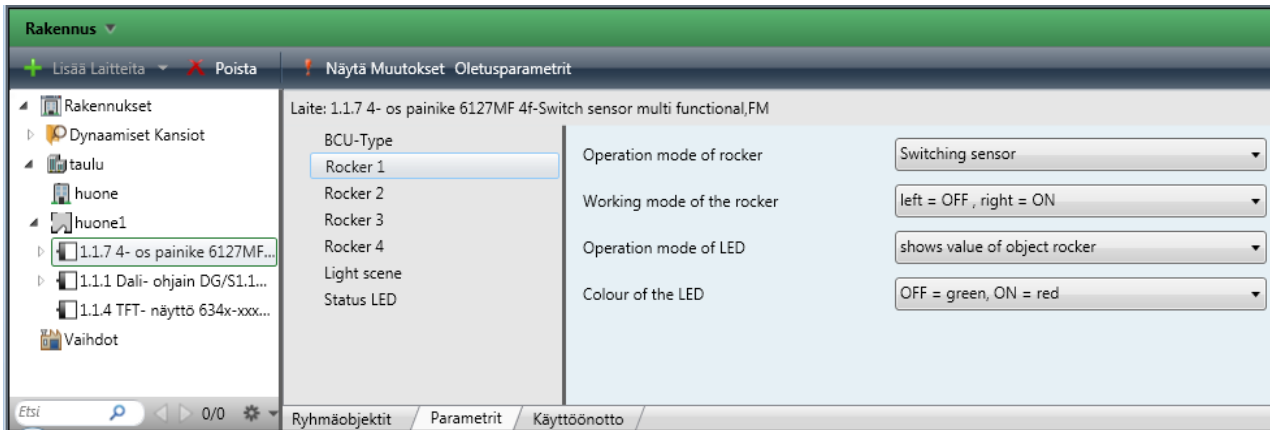 Rakennus
Lisää Laitteita Poista Näytä Muutokset Oletusparametrit
Rakennukset
Dynaamiset Kansiot
taulu
huone
huone1
1.1.7 4- os painike 6127MF...
1.1.1 Dali- ohjain DG/S1.1...
1.1.4 TFT- näyttö 634x-xxx...
Vaihdot
Etsi 0/0
Laite: 1.1.7 4- os painike 6127MF 4f-Switch sensor multi functional,FM
BCU-Type
Rocker 1
Rocker 2
Rocker 3
Rocker 4
Light scene
Status LED
Operation mode of rocker Switching sensor
Working mode of the rocker left = OFF , right = ON
Operation mode of LED shows value of object rocker
Colour of the LED OFF = green, ON = red
Ryhmäobjektit Parametrit Käyttöönotto